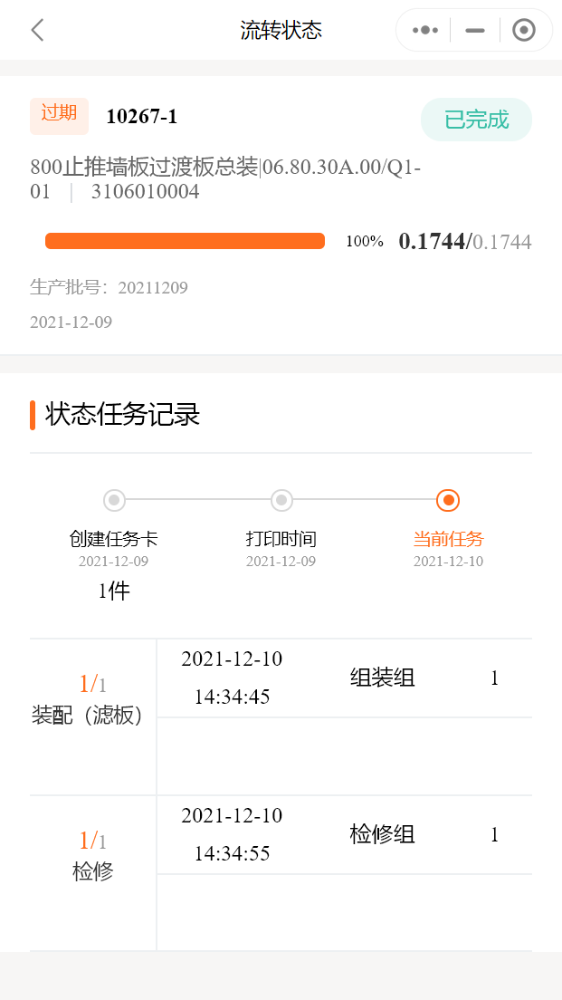 流转状态
过期 10267-1 已完成
800止推墙板过渡板总装|06.80.30A.00/Q1-
01 | 3106010004
100% 0.1744/0.1744
生产批号: 20211209
2021-12-09
状态任务记录
创建任务卡 打印时间 当前任务
2021-12-09 2021-12-09 2021-12-10
1件
2021-12-10
1/1 组装组 1
14:34:45
装配（滤板）
2021-12-10
1/1 检修组 1
14:34:55
检修